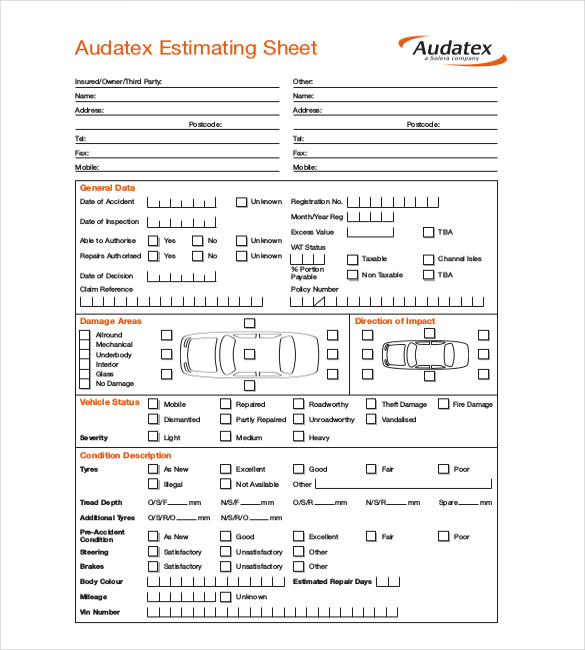 Audatex Estimating Sheet
Audatex
a Solera company
Insured/Owner/Third Party: Other:
Name: Name:
Address: Address:
Postcode: Postcode:
Tel: Tel:
Fax: Fax:
Mobile: Mobile:
General Data
Date of Accident Unknown Registration No.
Date of Inspection Month/Year Reg
Excess Value TBA
Able to Authorise Yes No Unknown VAT Status
Repairs Authorised Yes No Unknown Taxable Channel Isles
Date of Decision % Portion Payable Non Taxable TBA
Claim Reference Policy Number
Damage Areas Direction of Impact
Allround
Mechanical
Underbody
Interior
Glass
No Damage
Vehicle Status Mobile Repaired Roadworthy Theft Damage Fire Damage
Dismantled Partly Repaired Unroadworthy Vandalised
Severity Light Medium Heavy
Condition Description
Tyres As New Excellent Good Fair Poor
Illegal Not Available Other
Tread Depth O/S/F mm N/S/F mm O/S/R mm N/S/R mm Spare mm
Additional Tyres O/S/R/O mm N/S/R/O mm
Pre-Accident Condition As New Good Excellent Fair Poor
Steering Satisfactory Unsatisfactory Other
Brakes Satisfactory Unsatisfactory Other
Body Colour Estimated Repair Days
Mileage Unknown
Vin Number